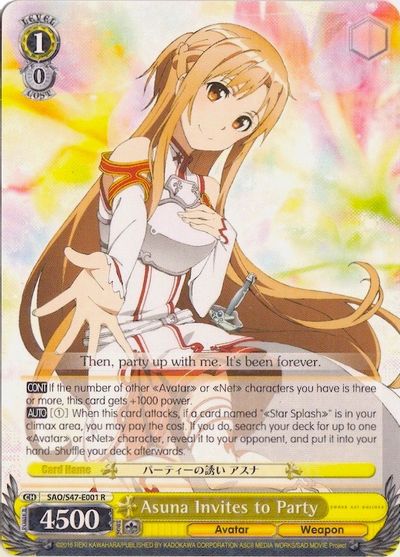 LEVEL
1
0
COST
Then, party up with me. It's been forever.
CONT If the number of other «Avatar» or «Net» characters you have is three
or more, this card gets +1000 power.
AUTO [①] When this card attacks, if a card named "«Star Splash»" is in your
climax area, you may pay the cost. If you do, search your deck for up to one
«Avatar» or «Net» character, reveal it to your opponent, and put it into your
hand. Shuffle your deck afterwards.
Card Name パーティーの誘い アスナ
CH SAO/S47-E001 R
4500 Asuna Invites to Party
Avatar Weapon
©2016 REKI KAWAHARA/PUBLISHED BY KADOKAWA CORPORATION ASCII MEDIA WORKS/SAO MOVIE Project